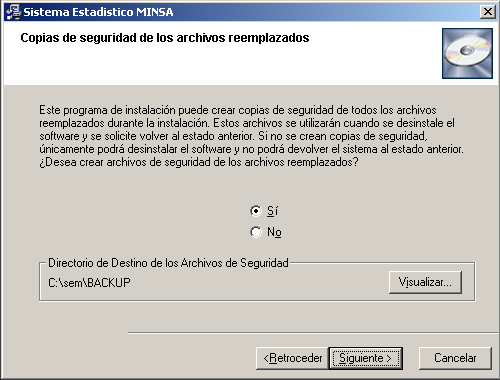 Sistema Estadistico MINSA
Copias de seguridad de los archivos reemplazados
Este programa de instalación puede crear copias de seguridad de todos los archivos
reemplazados durante la instalación. Estos archivos se utilizarán cuando se desinstale el
software y se solicite volver al estado anterior. Si no se crean copias de seguridad,
únicamente podrá desinstalar el software y no podrá devolver el sistema al estado anterior.
¿Desea crear archivos de seguridad de los archivos reemplazados?
Sí
No
Directorio de Destino de los Archivos de Seguridad
C:\sem\BACKUP
Visualizar...
<Retroceder
Siguiente >
Cancelar